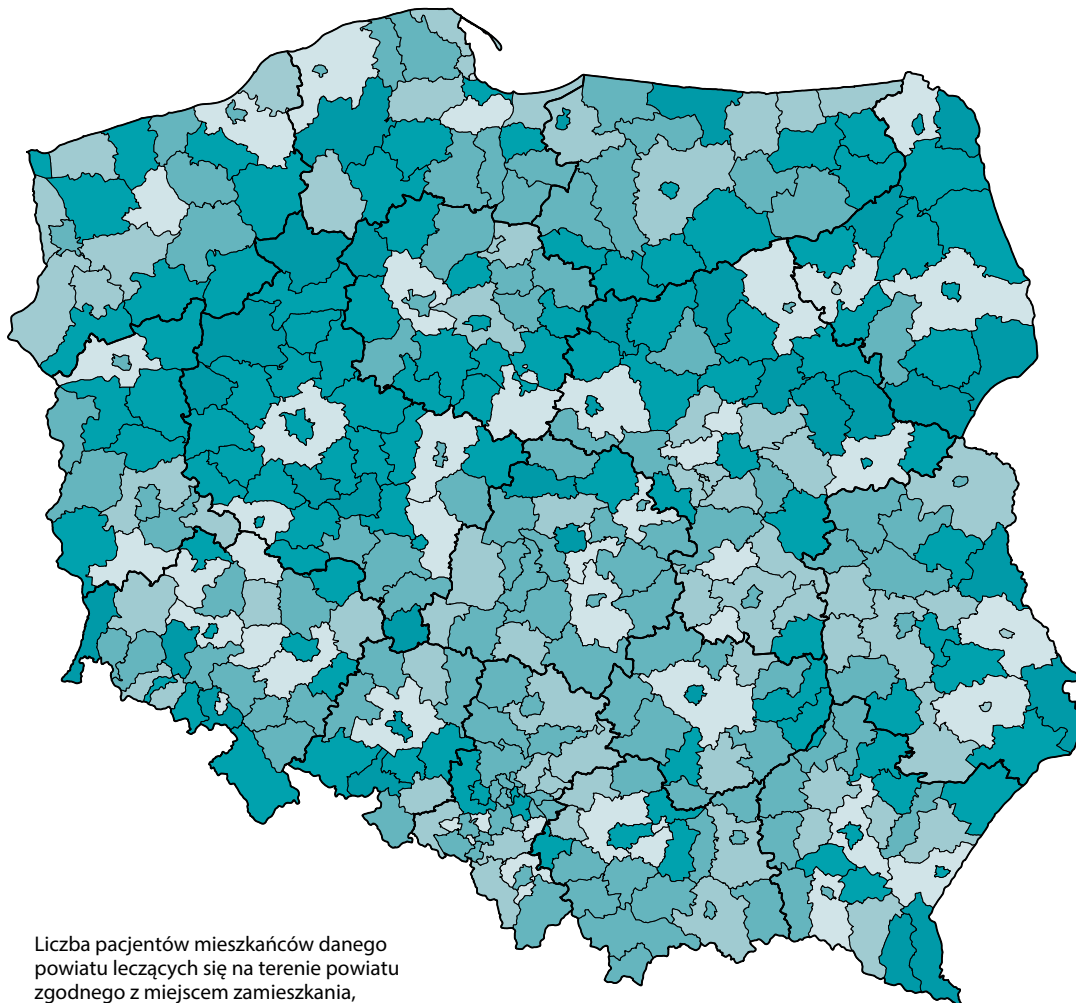 Liczba pacjentów mieszkańców danego
powiatu leczących się na terenie powiatu
zgodnego z miejscem zamieszkania,